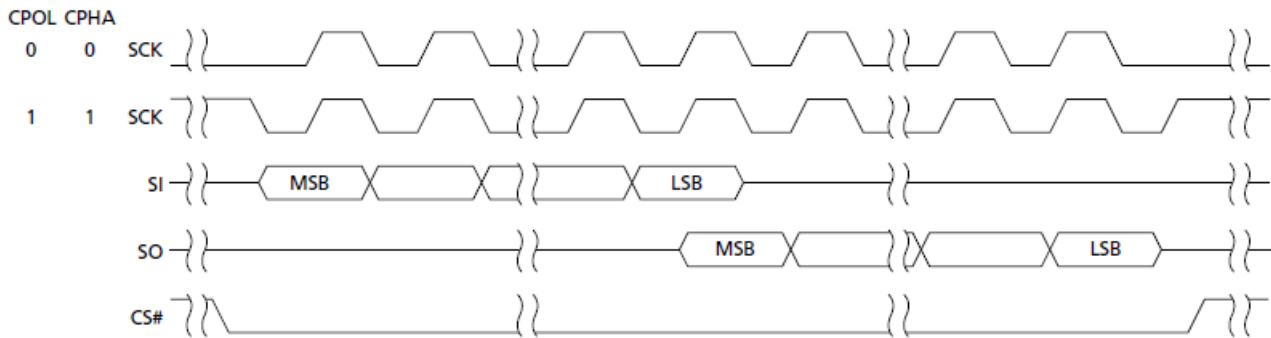 CPOL CPHA
0 0 SCK
1 1 SCK
SI MSB LSB
SO MSB LSB
CS#